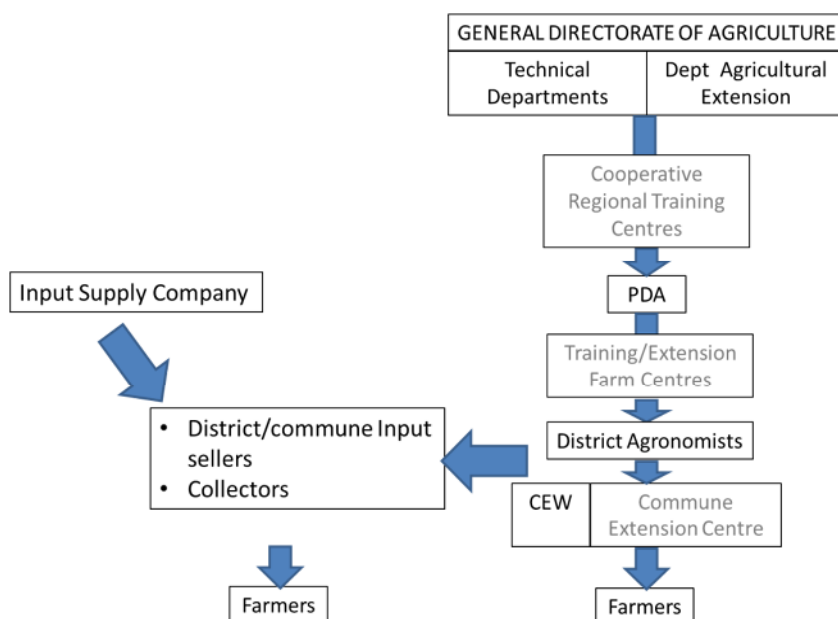 GENERAL DIRECTORATE OF AGRICULTURE
Technical
Departments
Dept Agricultural
Extension
Cooperative
Regional Training
Centres
Input Supply Company
PDA
Training/Extension
Farm Centres
• District/commune Input
sellers
• Collectors
District Agronomists
CEW
Commune
Extension Centre
Farmers
Farmers